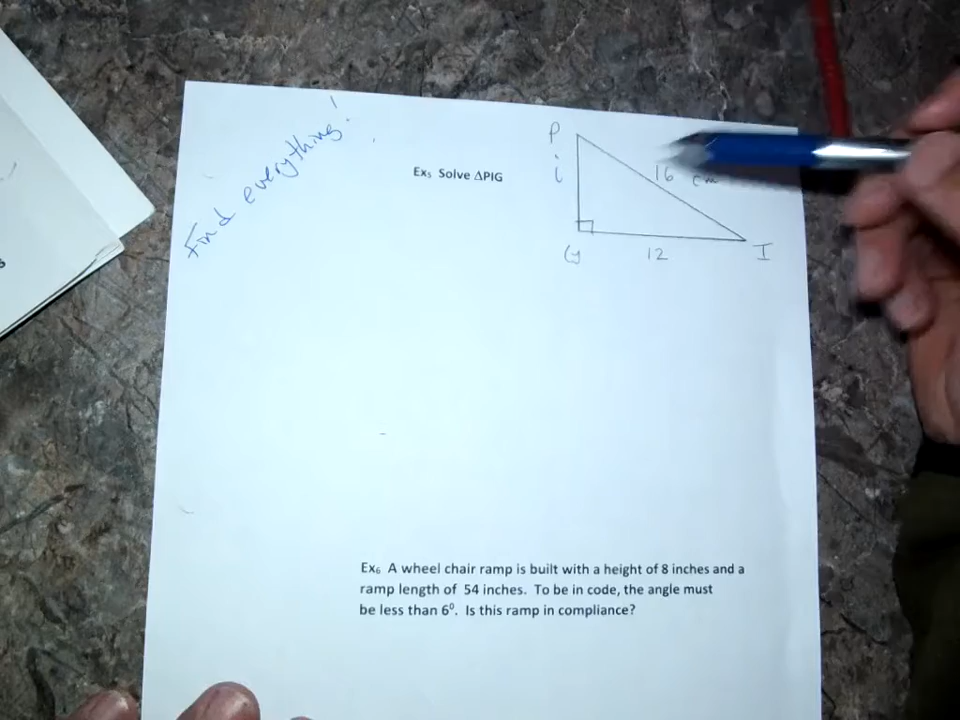 Find everything!
Ex₅ Solve ΔPIG
P
i
16 cm
G
12
I
Ex₆ A wheel chair ramp is built with a height of 8 inches and a
ramp length of 54 inches. To be in code, the angle must
be less than 6⁰. Is this ramp in compliance?